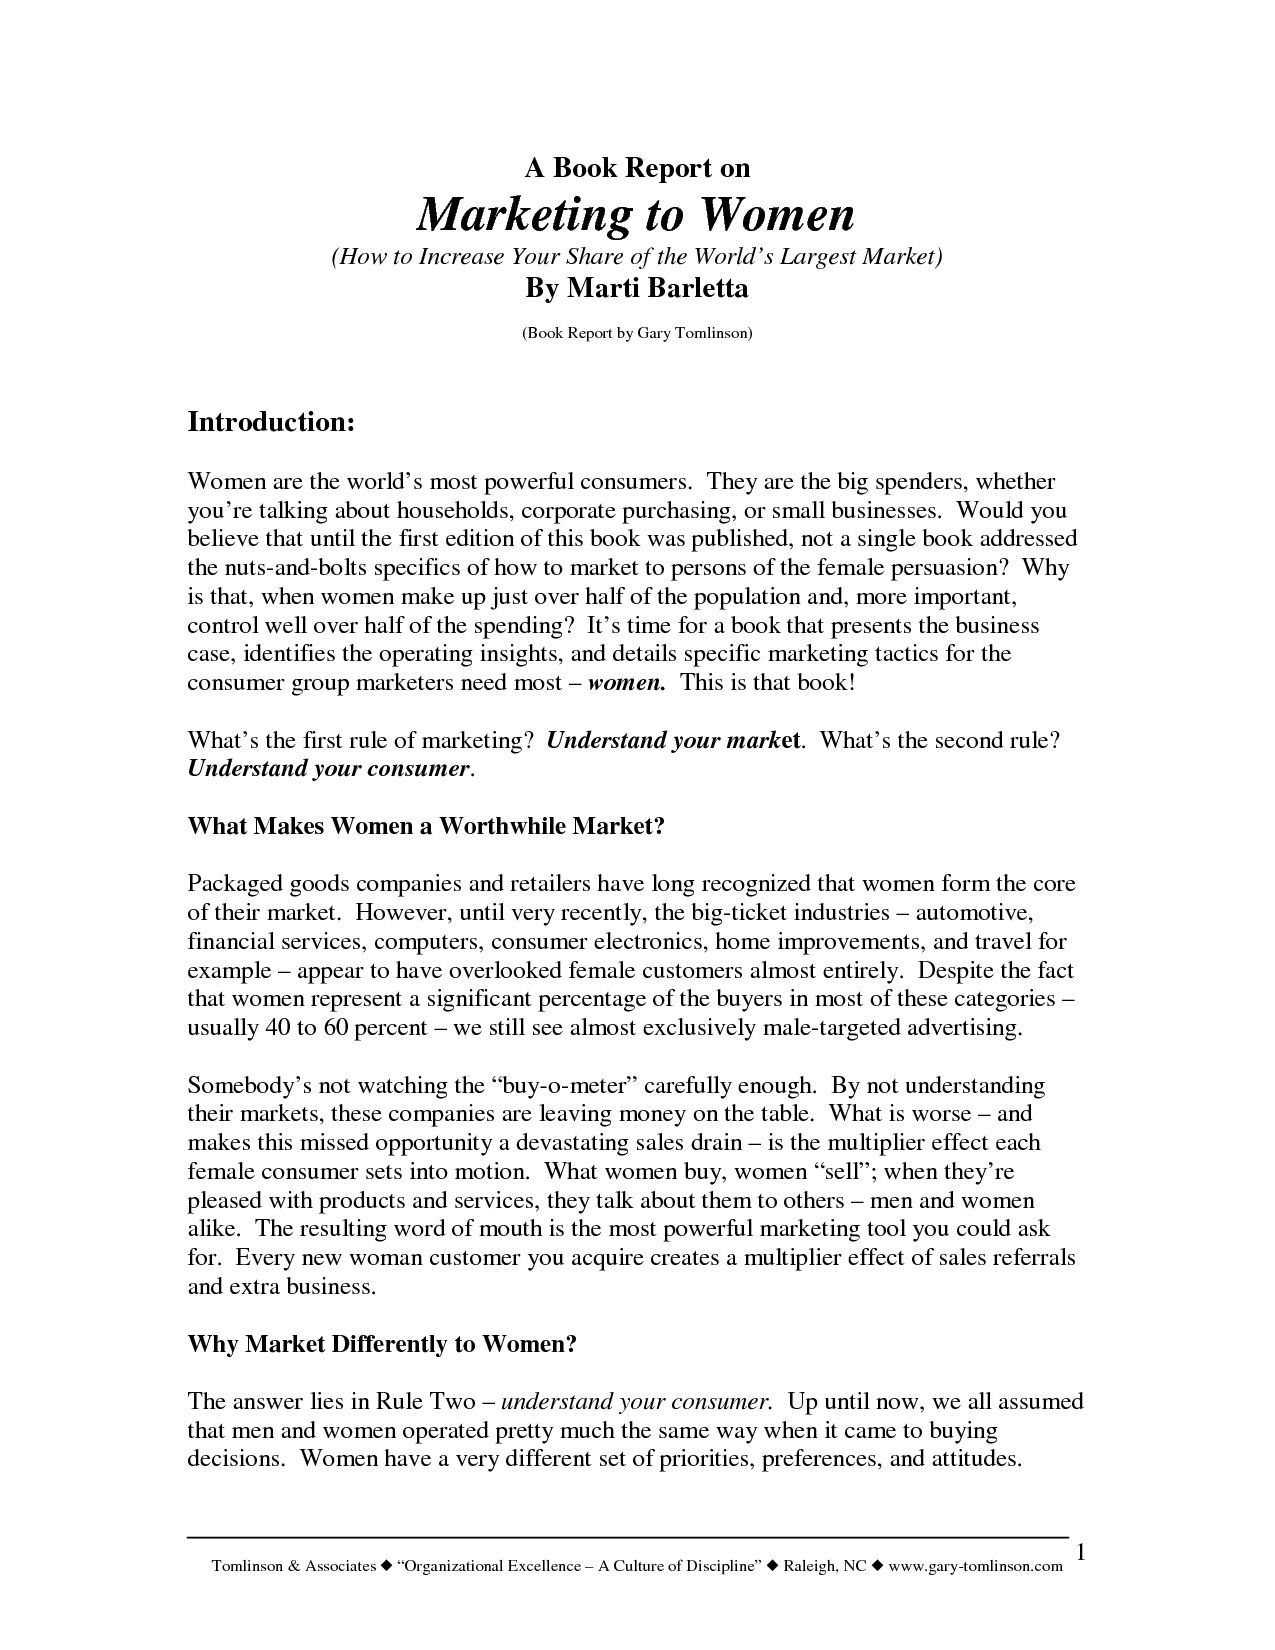 A Book Report on
Marketing to Women
(How to Increase Your Share of the World’s Largest Market)
By Marti Barletta
(Book Report by Gary Tomlinson)
Introduction:
Women are the world’s most powerful consumers.  They are the big spenders, whether
you’re talking about households, corporate purchasing, or small businesses.  Would you
believe that until the first edition of this book was published, not a single book addressed
the nuts-and-bolts specifics of how to market to persons of the female persuasion?  Why
is that, when women make up just over half of the population and, more important,
control well over half of the spending?  It’s time for a book that presents the business
case, identifies the operating insights, and details specific marketing tactics for the
consumer group marketers need most – women.  This is that book!
What’s the first rule of marketing?  Understand your market.  What’s the second rule?
Understand your consumer.
What Makes Women a Worthwhile Market?
Packaged goods companies and retailers have long recognized that women form the core
of their market.  However, until very recently, the big-ticket industries – automotive,
financial services, computers, consumer electronics, home improvements, and travel for
example – appear to have overlooked female customers almost entirely.  Despite the fact
that women represent a significant percentage of the buyers in most of these categories –
usually 40 to 60 percent – we still see almost exclusively male-targeted advertising.
Somebody’s not watching the “buy-o-meter” carefully enough.  By not understanding
their markets, these companies are leaving money on the table.  What is worse – and
makes this missed opportunity a devastating sales drain – is the multiplier effect each
female consumer sets into motion.  What women buy, women “sell”; when they’re
pleased with products and services, they talk about them to others – men and women
alike.  The resulting word of mouth is the most powerful marketing tool you could ask
for.  Every new woman customer you acquire creates a multiplier effect of sales referrals
and extra business.
Why Market Differently to Women?
The answer lies in Rule Two – understand your consumer.  Up until now, we all assumed
that men and women operated pretty much the same way when it came to buying
decisions.  Women have a very different set of priorities, preferences, and attitudes.
1
Tomlinson & Associates ◆ “Organizational Excellence – A Culture of Discipline” ◆ Raleigh, NC ◆ www.gary-tomlinson.com